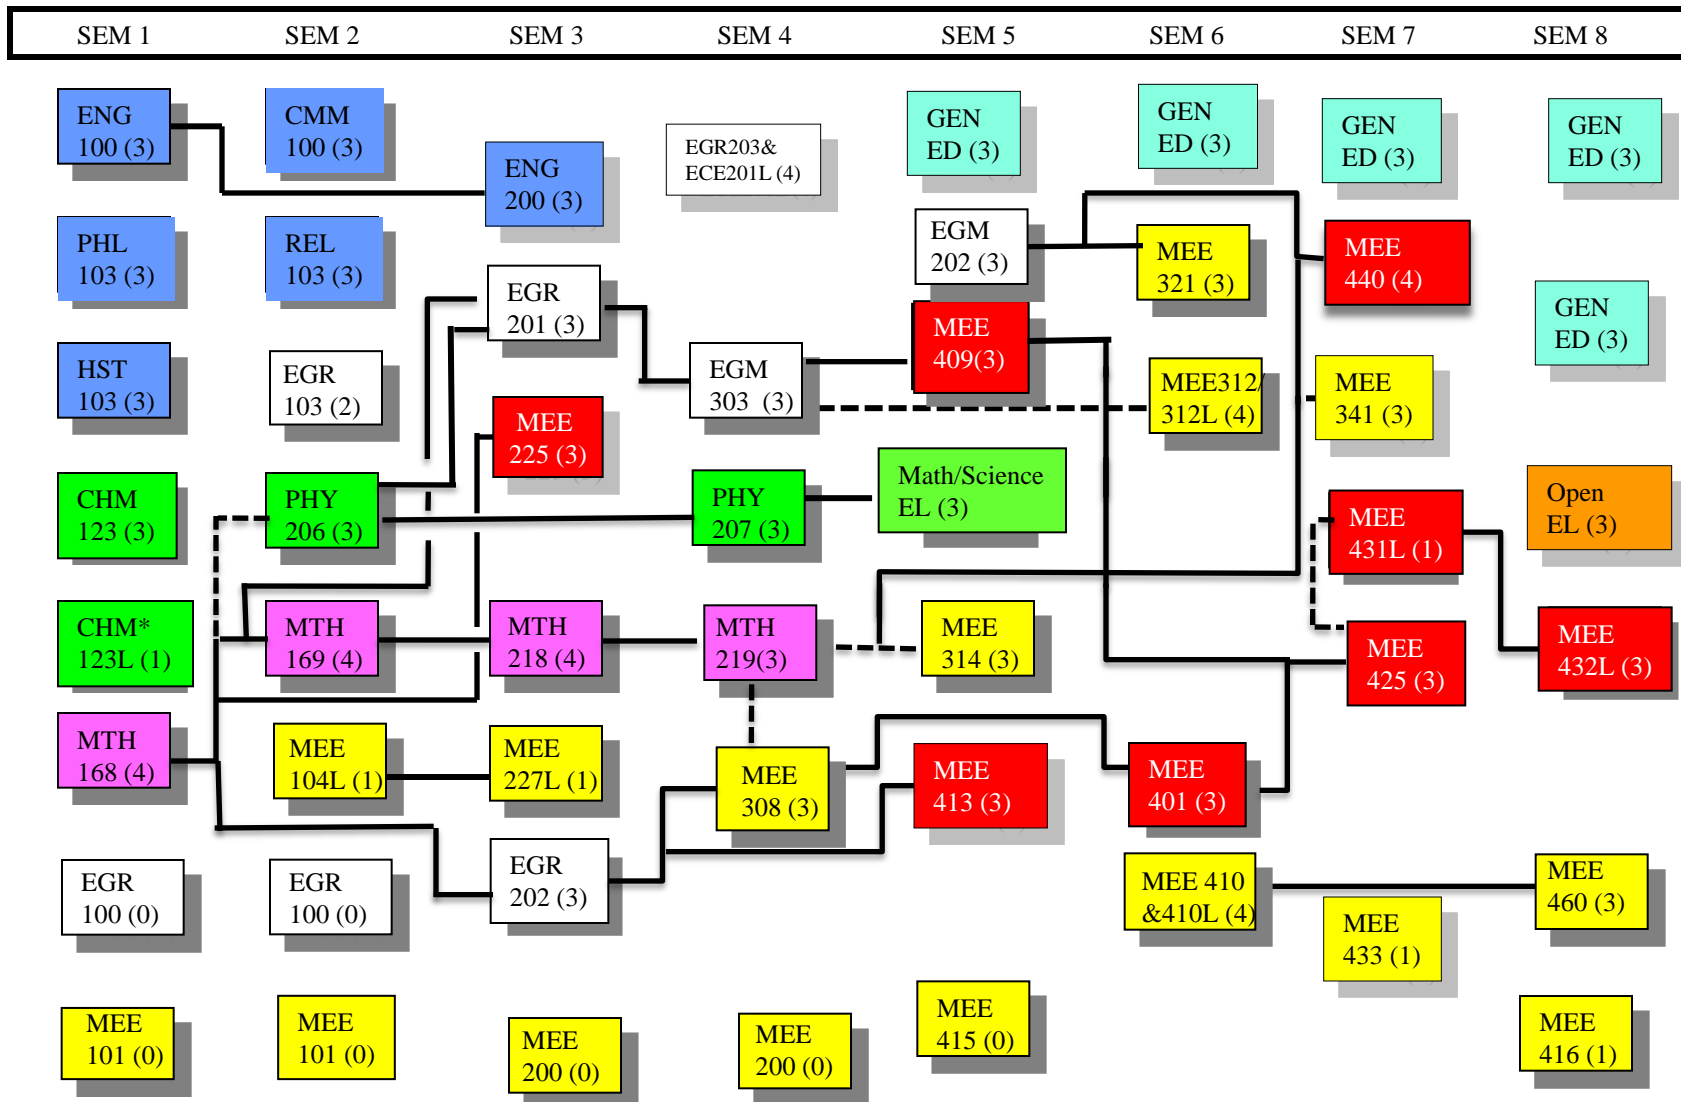 SEM 1
SEM 2
SEM 3
SEM 4
SEM 5
SEM 6
SEM 7
SEM 8
ENG
100 (3)
PHL
103 (3)
HST
103 (3)
CHM
123 (3)
CHM*
123L (1)
MTH
168 (4)
EGR
100 (0)
MEE
101 (0)
CMM
100 (3)
REL
103 (3)
EGR
103 (2)
PHY
206 (3)
MTH
169 (4)
MEE
104L (1)
EGR
100 (0)
MEE
101 (0)
ENG
200 (3)
EGR
201 (3)
MEE
225 (3)
MTH
218 (4)
MEE
227L (1)
EGR
202 (3)
MEE
200 (0)
EGR203&
ECE201L (4)
EGM
303 (3)
PHY
207 (3)
MTH
219(3)
MEE
308 (3)
MEE
200 (0)
GEN
ED (3)
EGM
202 (3)
MEE
409(3)
Math/Science
EL (3)
MEE
314 (3)
MEE
413 (3)
MEE
415 (0)
GEN
ED (3)
MEE
321 (3)
MEE312/
312L (4)
MEE
401 (3)
MEE 410
&410L (4)
GEN
ED (3)
MEE
440 (4)
MEE
341 (3)
MEE
431L (1)
MEE
425 (3)
MEE
433 (1)
GEN
ED (3)
GEN
ED (3)
Open
EL (3)
MEE
432L (3)
MEE
460 (3)
MEE
416 (1)